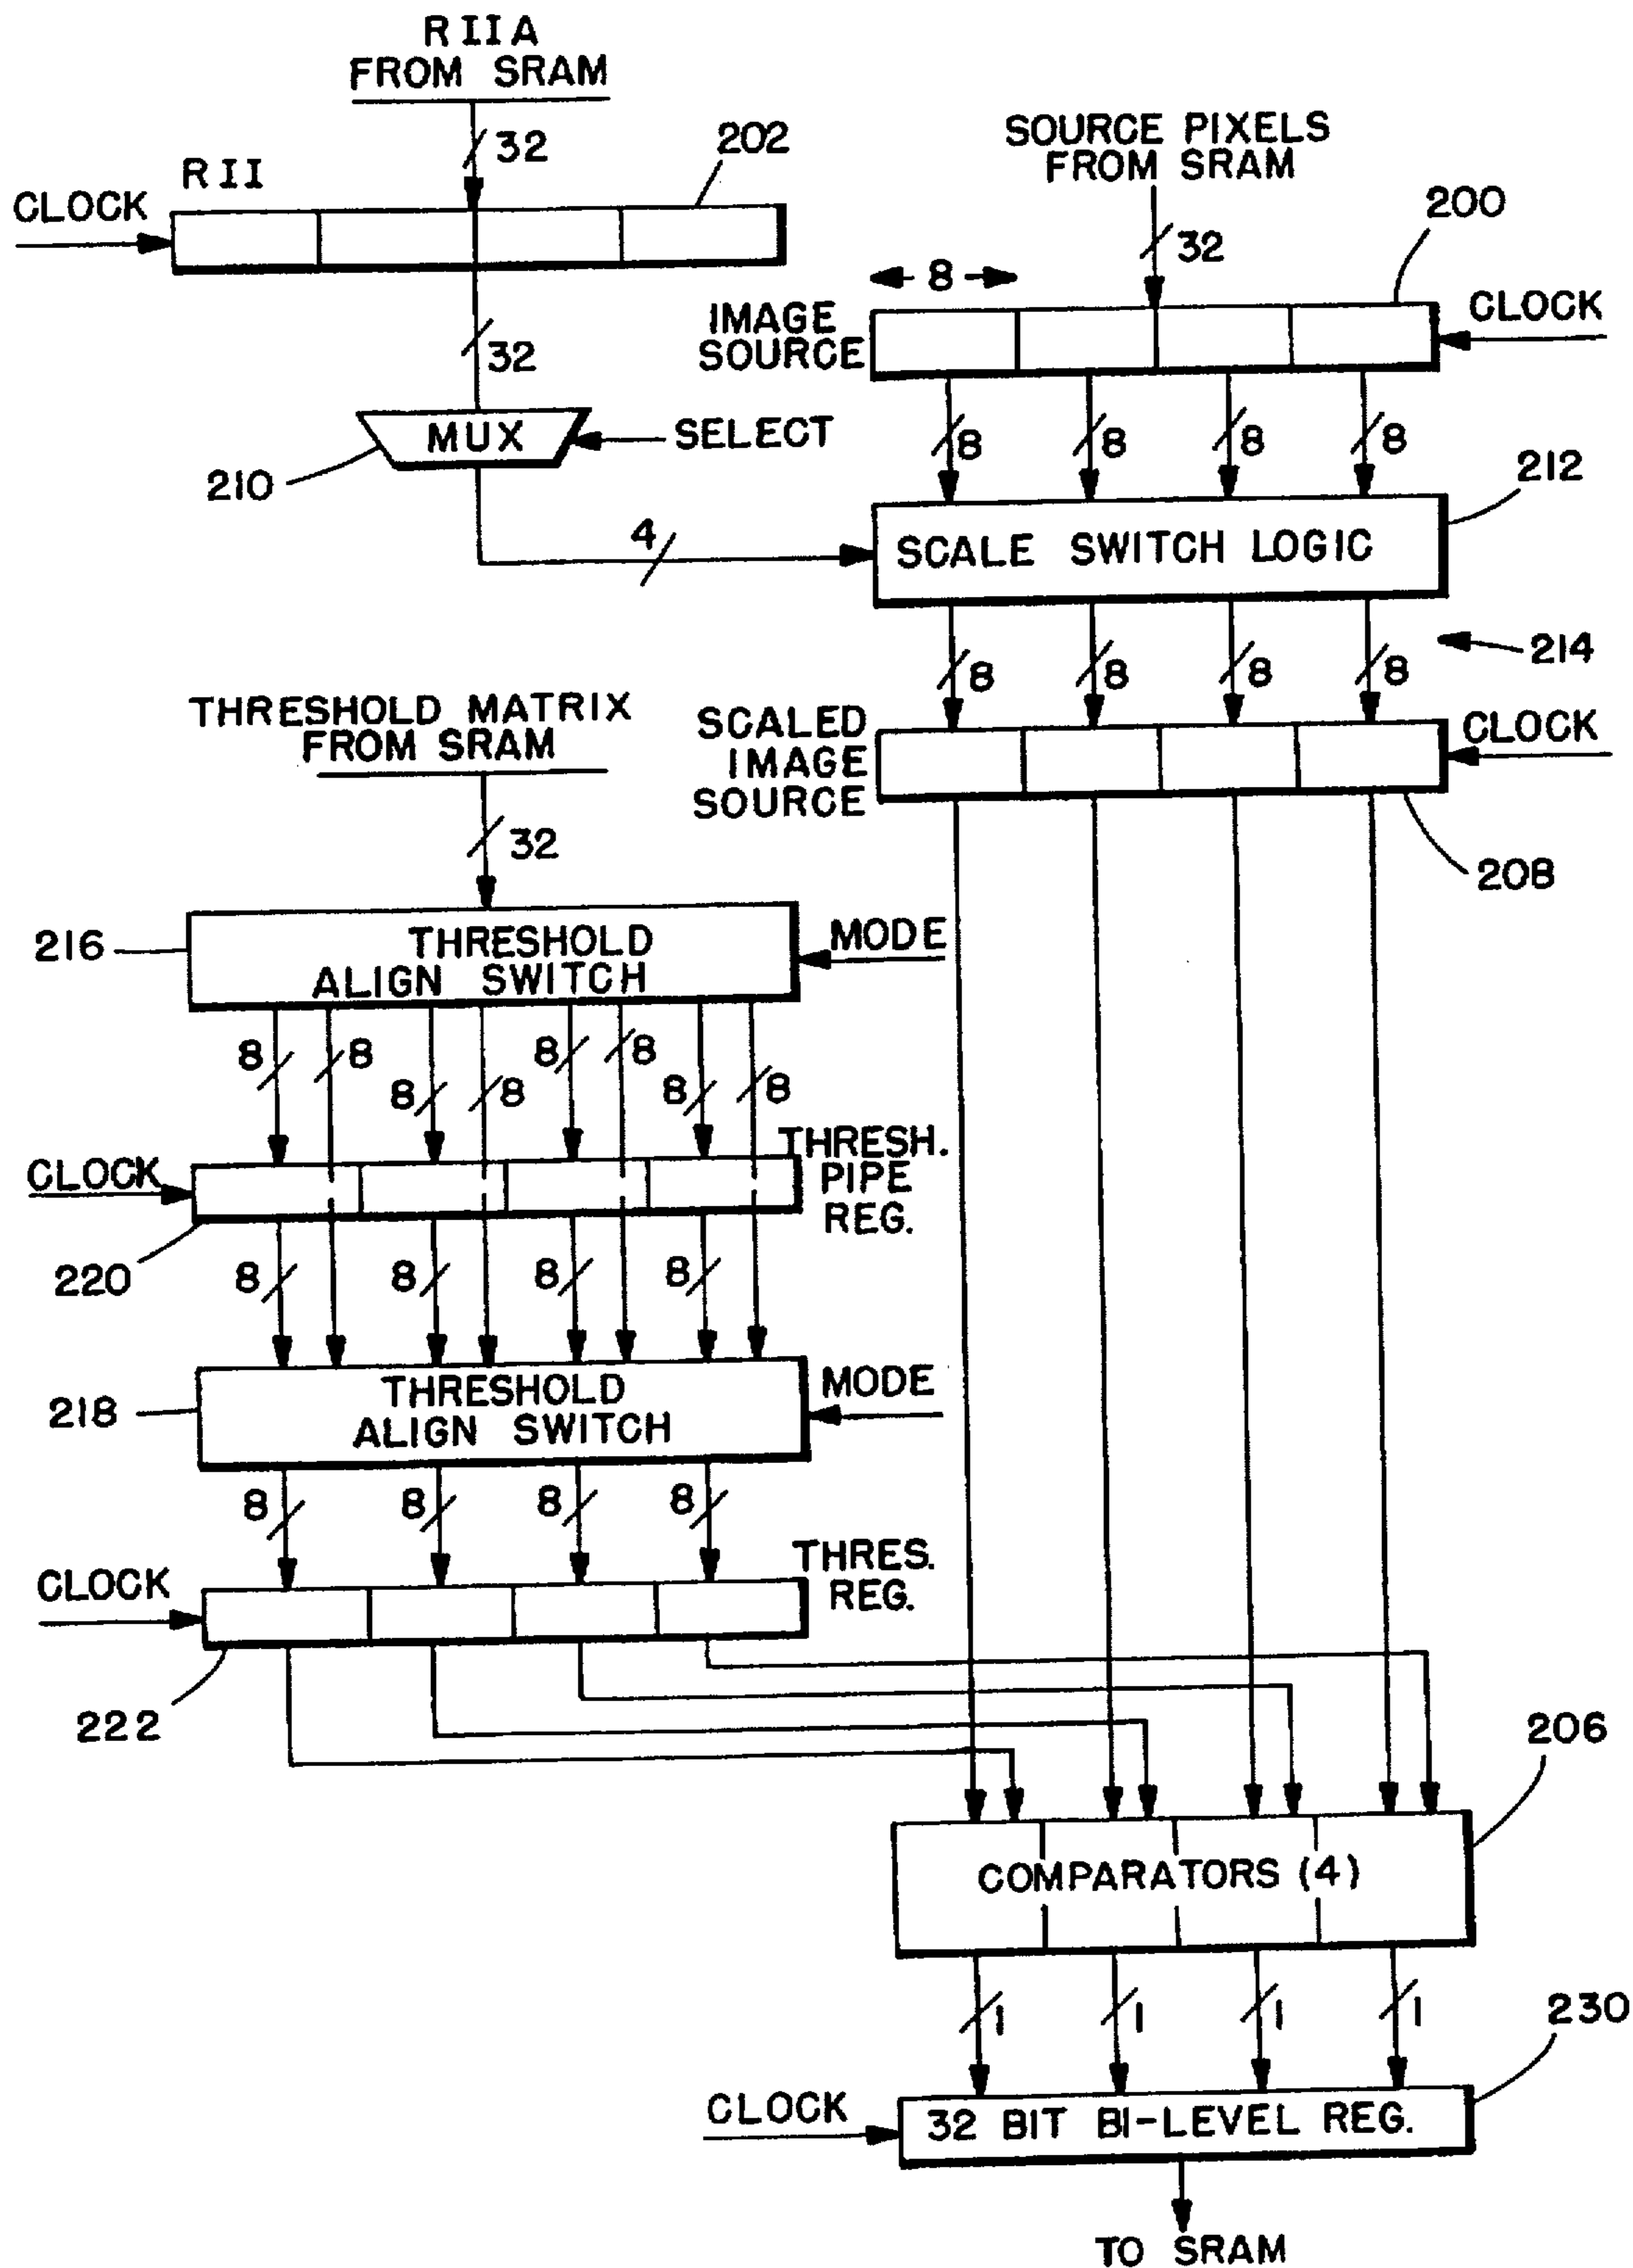 RIIA
FROM SRAM
32
202
RII
CLOCK
SOURCE PIXELS
FROM SRAM
32
200
8
IMAGE
SOURCE
CLOCK
32
MUX
SELECT
210
8
8
8
8
212
4
SCALE SWITCH LOGIC
8
8
8
8
214
THRESHOLD MATRIX
FROM SRAM
SCALED
IMAGE
SOURCE
CLOCK
32
208
216
THRESHOLD
ALIGN SWITCH
MODE
8
8
8
8
8
8
8
8
THRESH.
PIPE
REG.
CLOCK
220
8
8
8
8
218
THRESHOLD
ALIGN SWITCH
MODE
8
8
8
8
THRES.
REG.
CLOCK
222
206
COMPARATORS (4)
1
1
1
1
230
CLOCK
32 BIT BI-LEVEL REG.
TO SRAM